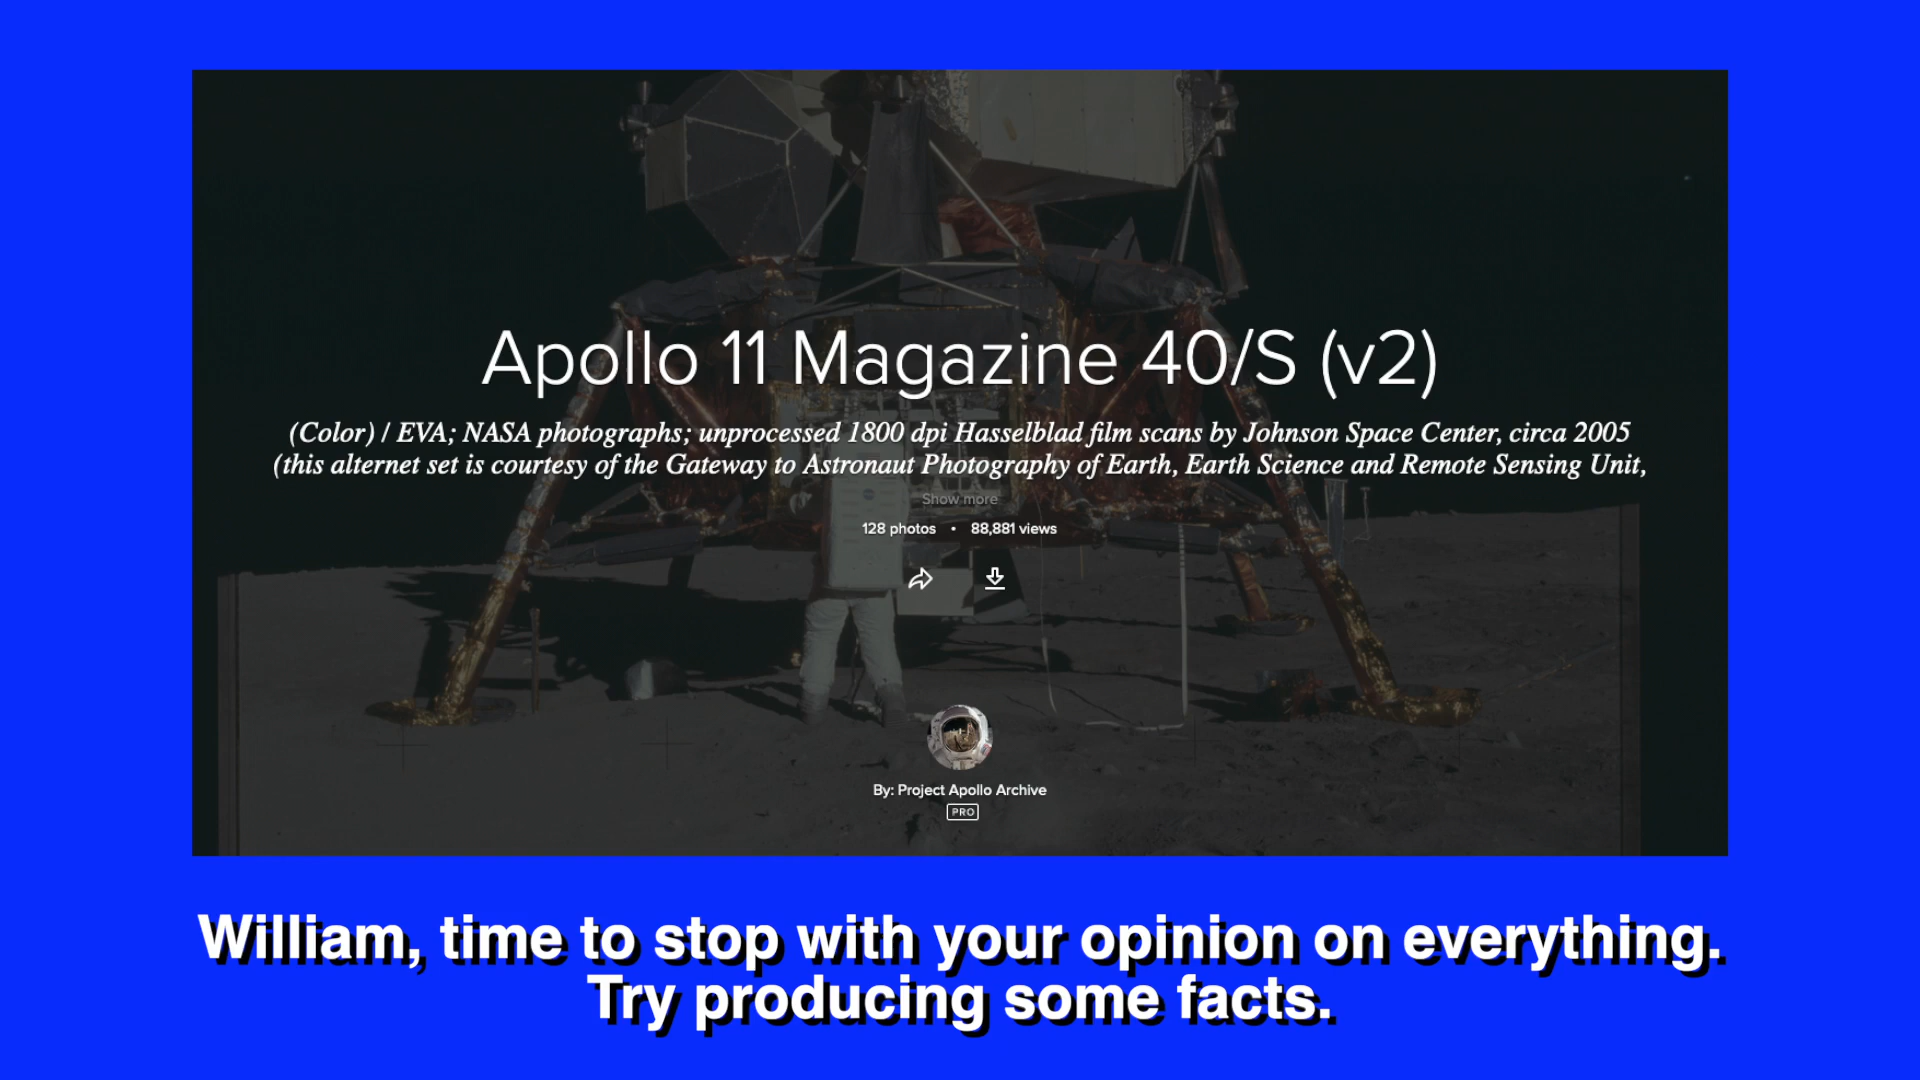 Apollo 11 Magazine 40/S (v2)
(Color) / EVA; NASA photographs; unprocessed 1800 dpi Hasselblad film scans by Johnson Space Center, circa 2005
(this alternet set is courtesy of the Gateway to Astronaut Photography of Earth, Earth Science and Remote Sensing Unit,
Show more
128 photos • 88,881 views
By: Project Apollo Archive
PRO
William, time to stop with your opinion on everything.
Try producing some facts.